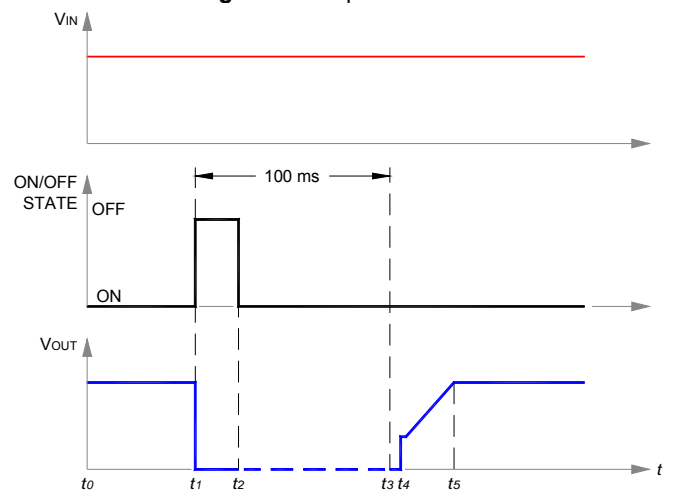 VIN
100 ms
ON/OFF
STATE
OFF
ON
VOUT
t
t0 t1 t2 t3 t4 t5